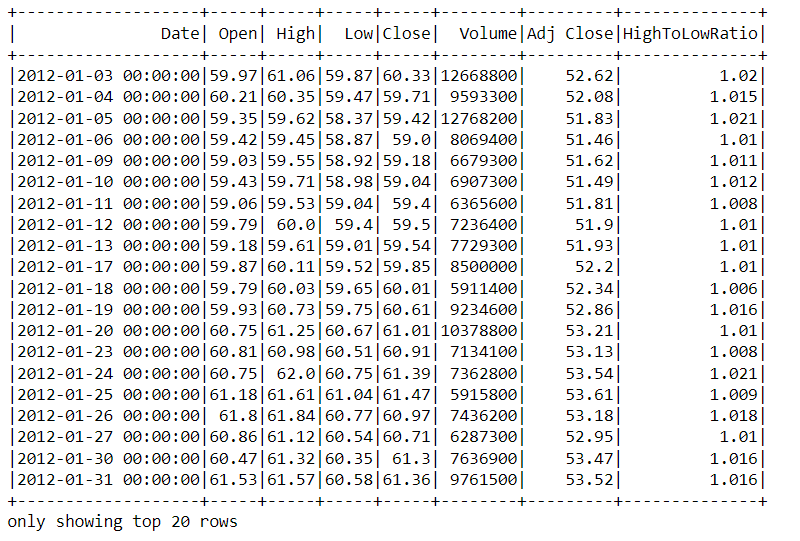 +-------------------+-----+-----+-----+-----+--------+---------+--------------+
|               Date| Open| High|  Low|Close|  Volume|Adj Close|HighToLowRatio|
+-------------------+-----+-----+-----+-----+--------+---------+--------------+
|2012-01-03 00:00:00|59.97|61.06|59.87|60.33|12668800|    52.62|          1.02|
|2012-01-04 00:00:00|60.21|60.35|59.47|59.71| 9593300|    52.08|         1.015|
|2012-01-05 00:00:00|59.35|59.62|58.37|59.42|12768200|    51.83|         1.021|
|2012-01-06 00:00:00|59.42|59.45|58.87| 59.0| 8069400|    51.46|          1.01|
|2012-01-09 00:00:00|59.03|59.55|58.92|59.18| 6679300|    51.62|         1.011|
|2012-01-10 00:00:00|59.43|59.71|58.98|59.04| 6907300|    51.49|         1.012|
|2012-01-11 00:00:00|59.06|59.53|59.04| 59.4| 6365600|    51.81|         1.008|
|2012-01-12 00:00:00|59.79| 60.0| 59.4| 59.5| 7236400|     51.9|          1.01|
|2012-01-13 00:00:00|59.18|59.61|59.01|59.54| 7729300|    51.93|          1.01|
|2012-01-17 00:00:00|59.87|60.11|59.52|59.85| 8500000|     52.2|          1.01|
|2012-01-18 00:00:00|59.79|60.03|59.65|60.01| 5911400|    52.34|         1.006|
|2012-01-19 00:00:00|59.93|60.73|59.75|60.61| 9234600|    52.86|         1.016|
|2012-01-20 00:00:00|60.75|61.25|60.67|61.01|10378800|    53.21|          1.01|
|2012-01-23 00:00:00|60.81|60.98|60.51|60.91| 7134100|    53.13|         1.008|
|2012-01-24 00:00:00|60.75| 62.0|60.75|61.39| 7362800|    53.54|         1.021|
|2012-01-25 00:00:00|61.18|61.61|61.04|61.47| 5915800|    53.61|         1.009|
|2012-01-26 00:00:00| 61.8|61.84|60.77|60.97| 7436200|    53.18|         1.018|
|2012-01-27 00:00:00|60.86|61.12|60.54|60.71| 6287300|    52.95|          1.01|
|2012-01-30 00:00:00|60.47|61.32|60.35| 61.3| 7636900|    53.47|         1.016|
|2012-01-31 00:00:00|61.53|61.57|60.58|61.36| 9761500|    53.52|         1.016|
+-------------------+-----+-----+-----+-----+--------+---------+--------------+
only showing top 20 rows